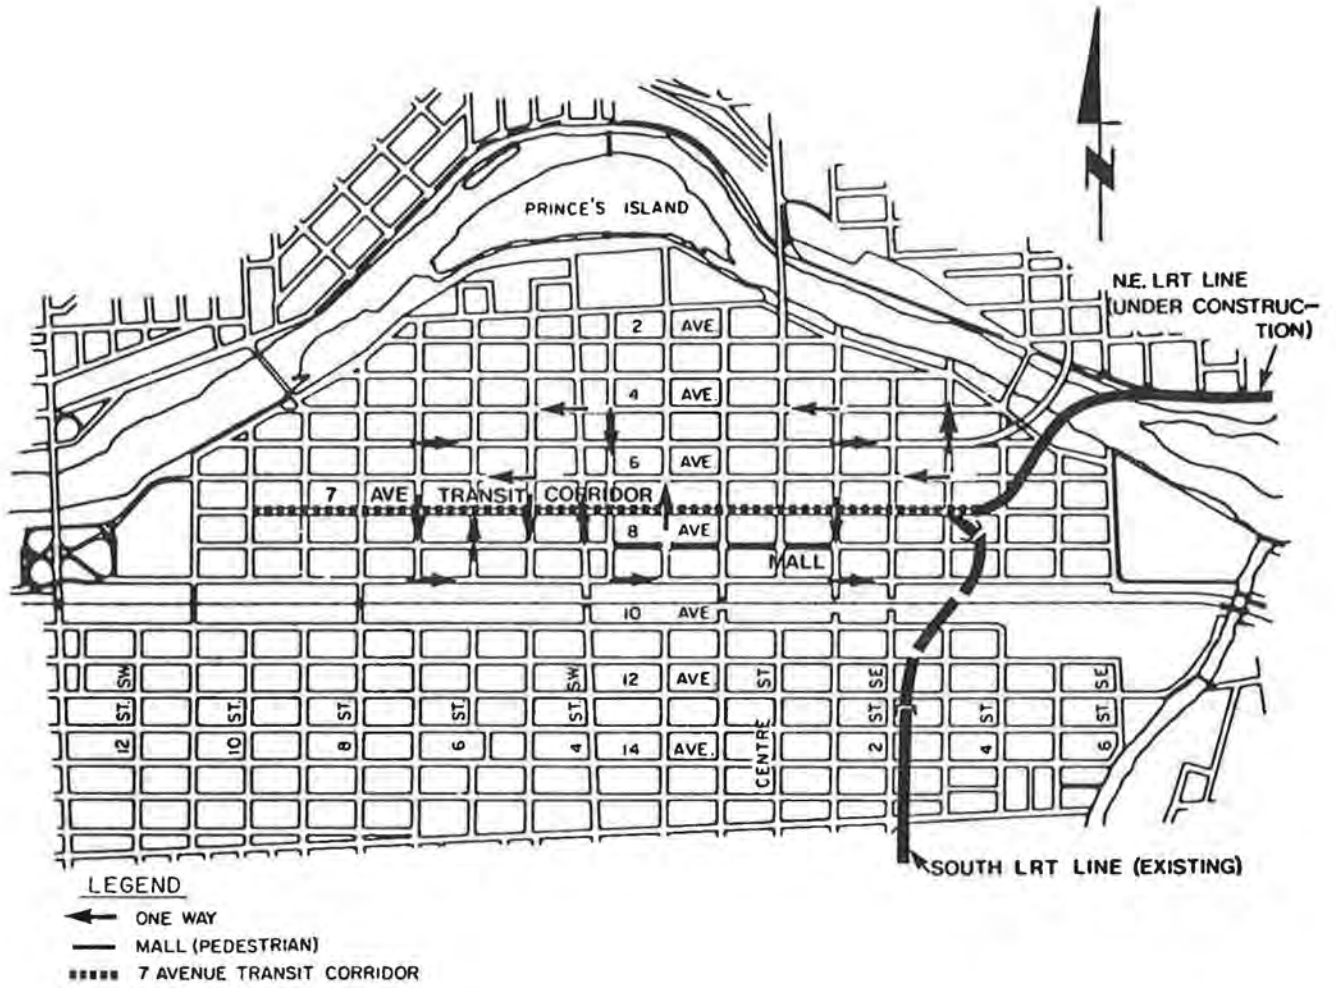 N
PRINCE'S ISLAND
N.E. LRT LINE
(UNDER CONSTRUC-
TION)
2 AVE.
4 AVE.
6 AVE
7 AVE TRANSIT CORRIDOR
8 AVE
MALL
10 AVE
12 AVE.
14 AVE.
12 ST. SW
10 ST.
8 ST.
6 ST.
4 ST. SW
CENTRE ST
2 ST. SE
4 ST.
6 ST. SE
SOUTH LRT LINE (EXISTING)
LEGEND
ONE WAY
MALL (PEDESTRIAN)
7 AVENUE TRANSIT CORRIDOR